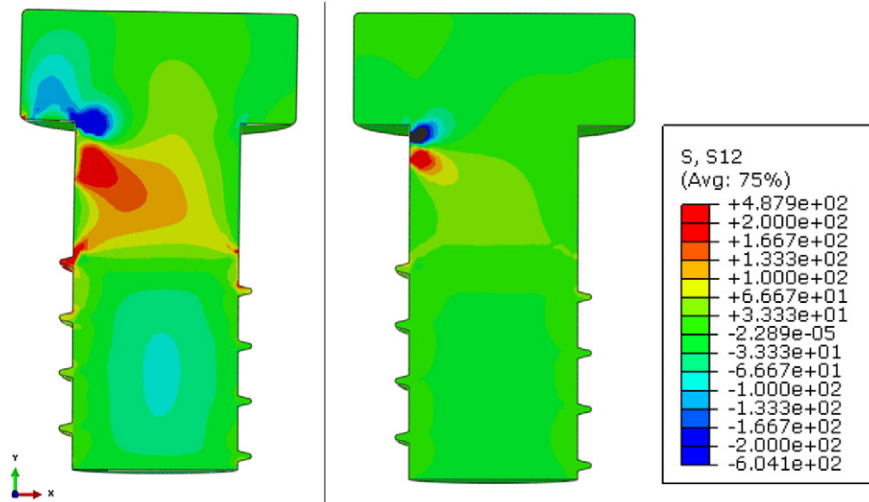 S, S12
(Avg: 75%)
+4.879e+02
+2.000e+02
+1.667e+02
+1.333e+02
+1.000e+02
+6.667e+01
+3.333e+01
-2.289e-05
-3.333e+01
-6.667e+01
-1.000e+02
-1.333e+02
-1.667e+02
-2.000e+02
-6.041e+02
Y
X